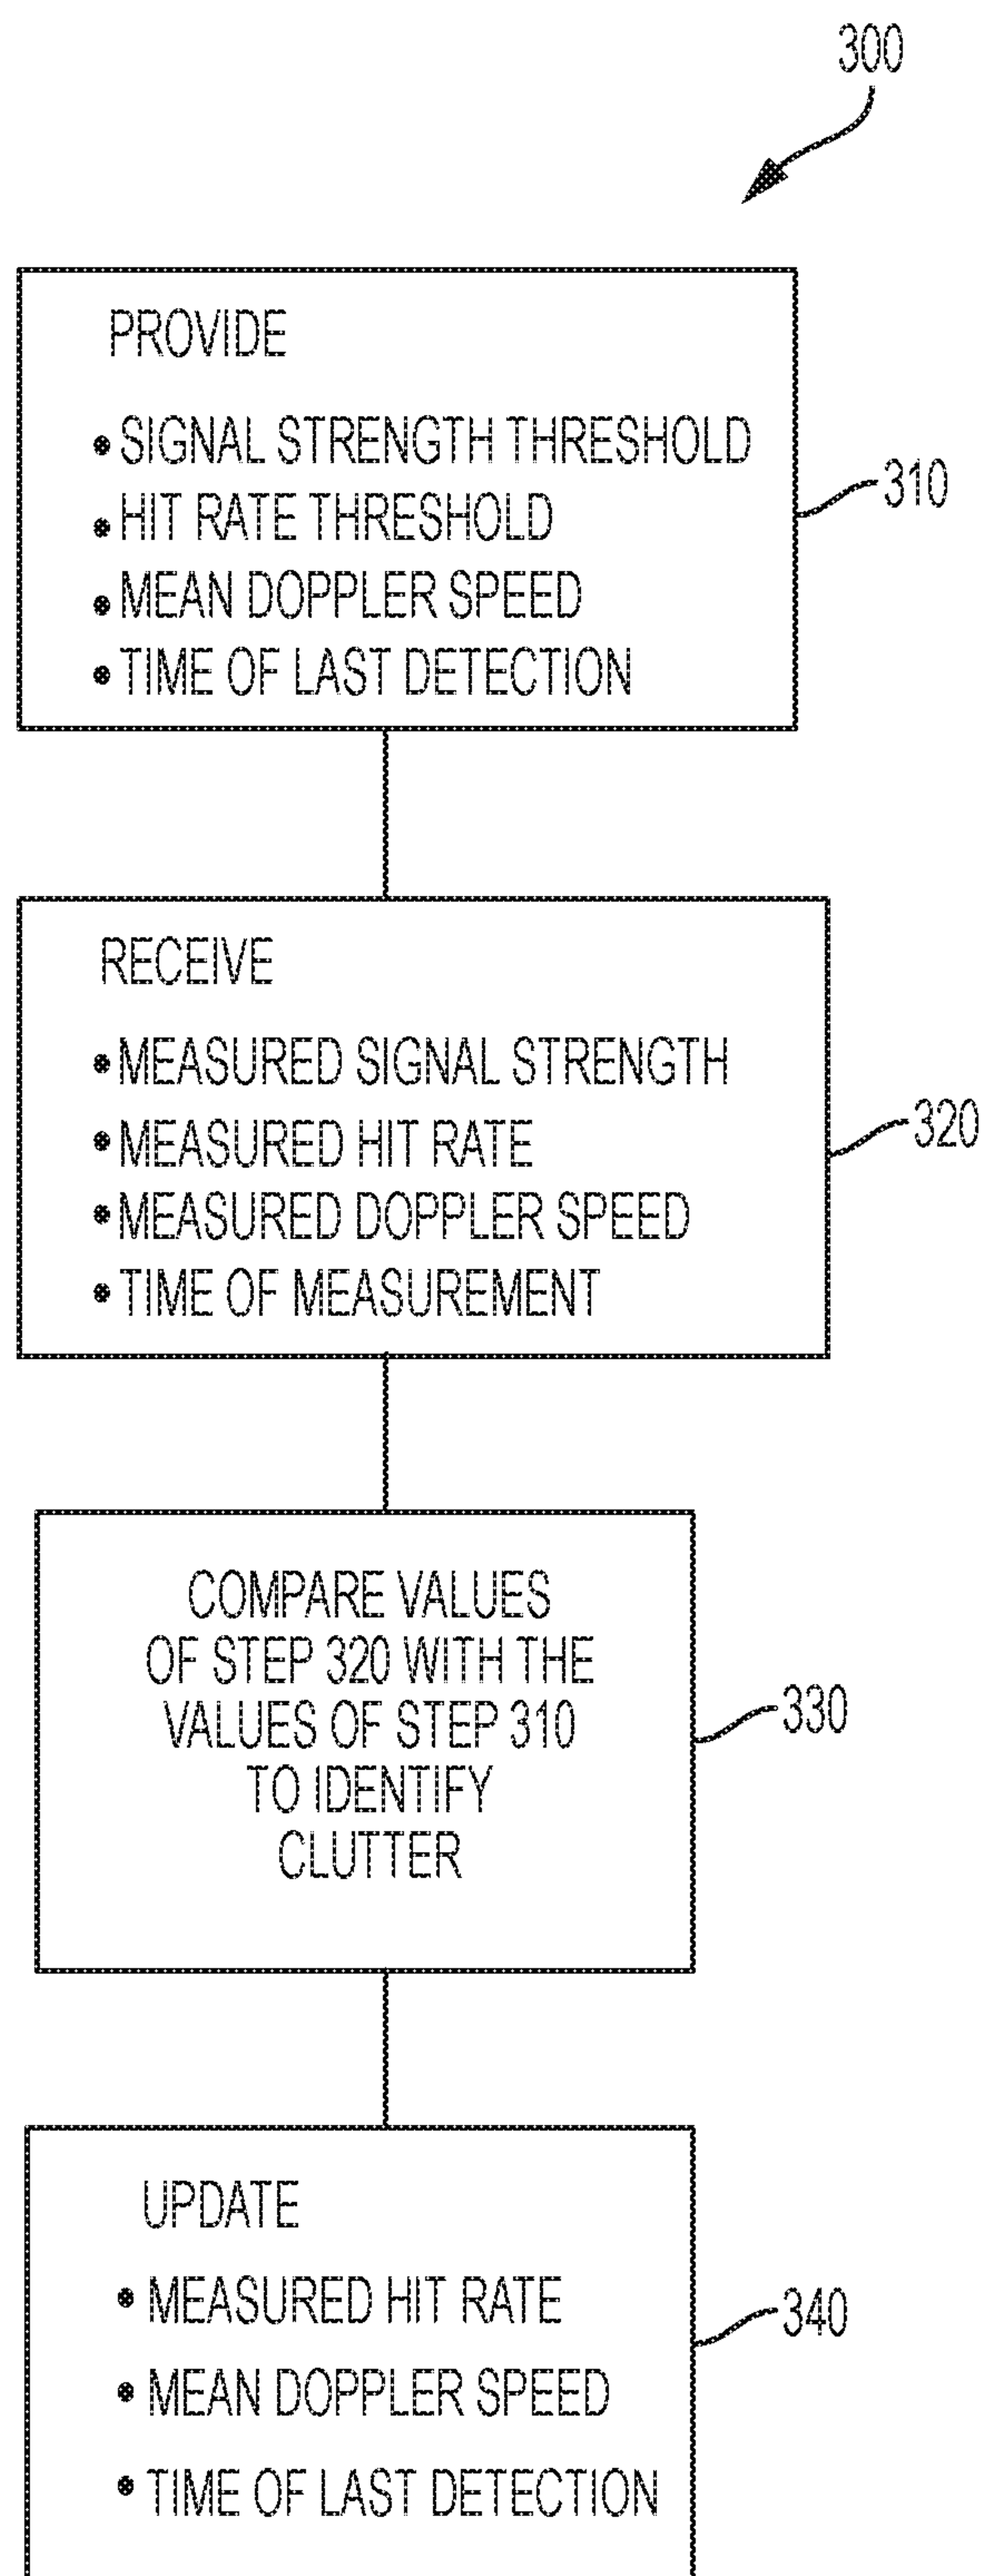 300
PROVIDE
• SIGNAL STRENGTH THRESHOLD
• HIT RATE THRESHOLD
• MEAN DOPPLER SPEED
• TIME OF LAST DETECTION
310
RECEIVE
• MEASURED SIGNAL STRENGTH
• MEASURED HIT RATE
• MEASURED DOPPLER SPEED
• TIME OF MEASUREMENT
320
COMPARE VALUES
OF STEP 320 WITH THE
VALUES OF STEP 310
TO IDENTIFY
CLUTTER
330
UPDATE
• MEASURED HIT RATE
• MEAN DOPPLER SPEED
• TIME OF LAST DETECTION
340